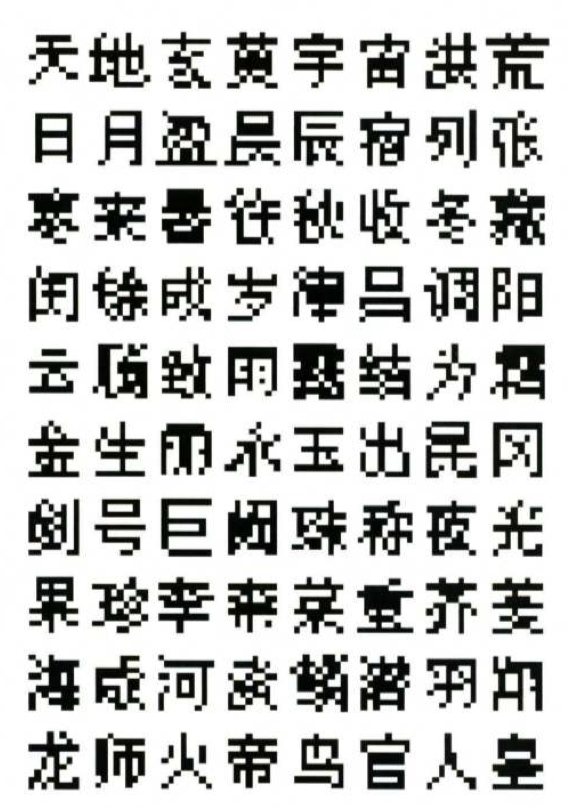 天地玄黄宇宙洪荒
日月盈昃辰宿列张
寒来暑往秋收冬藏
闰馀成岁律吕调阳
云腾致雨露结为霜
金生丽水玉出昆冈
剑号巨阙珠称夜光
果珍李柰菜重芥姜
海咸河淡鳞潜羽翔
龙师火帝鸟官人皇